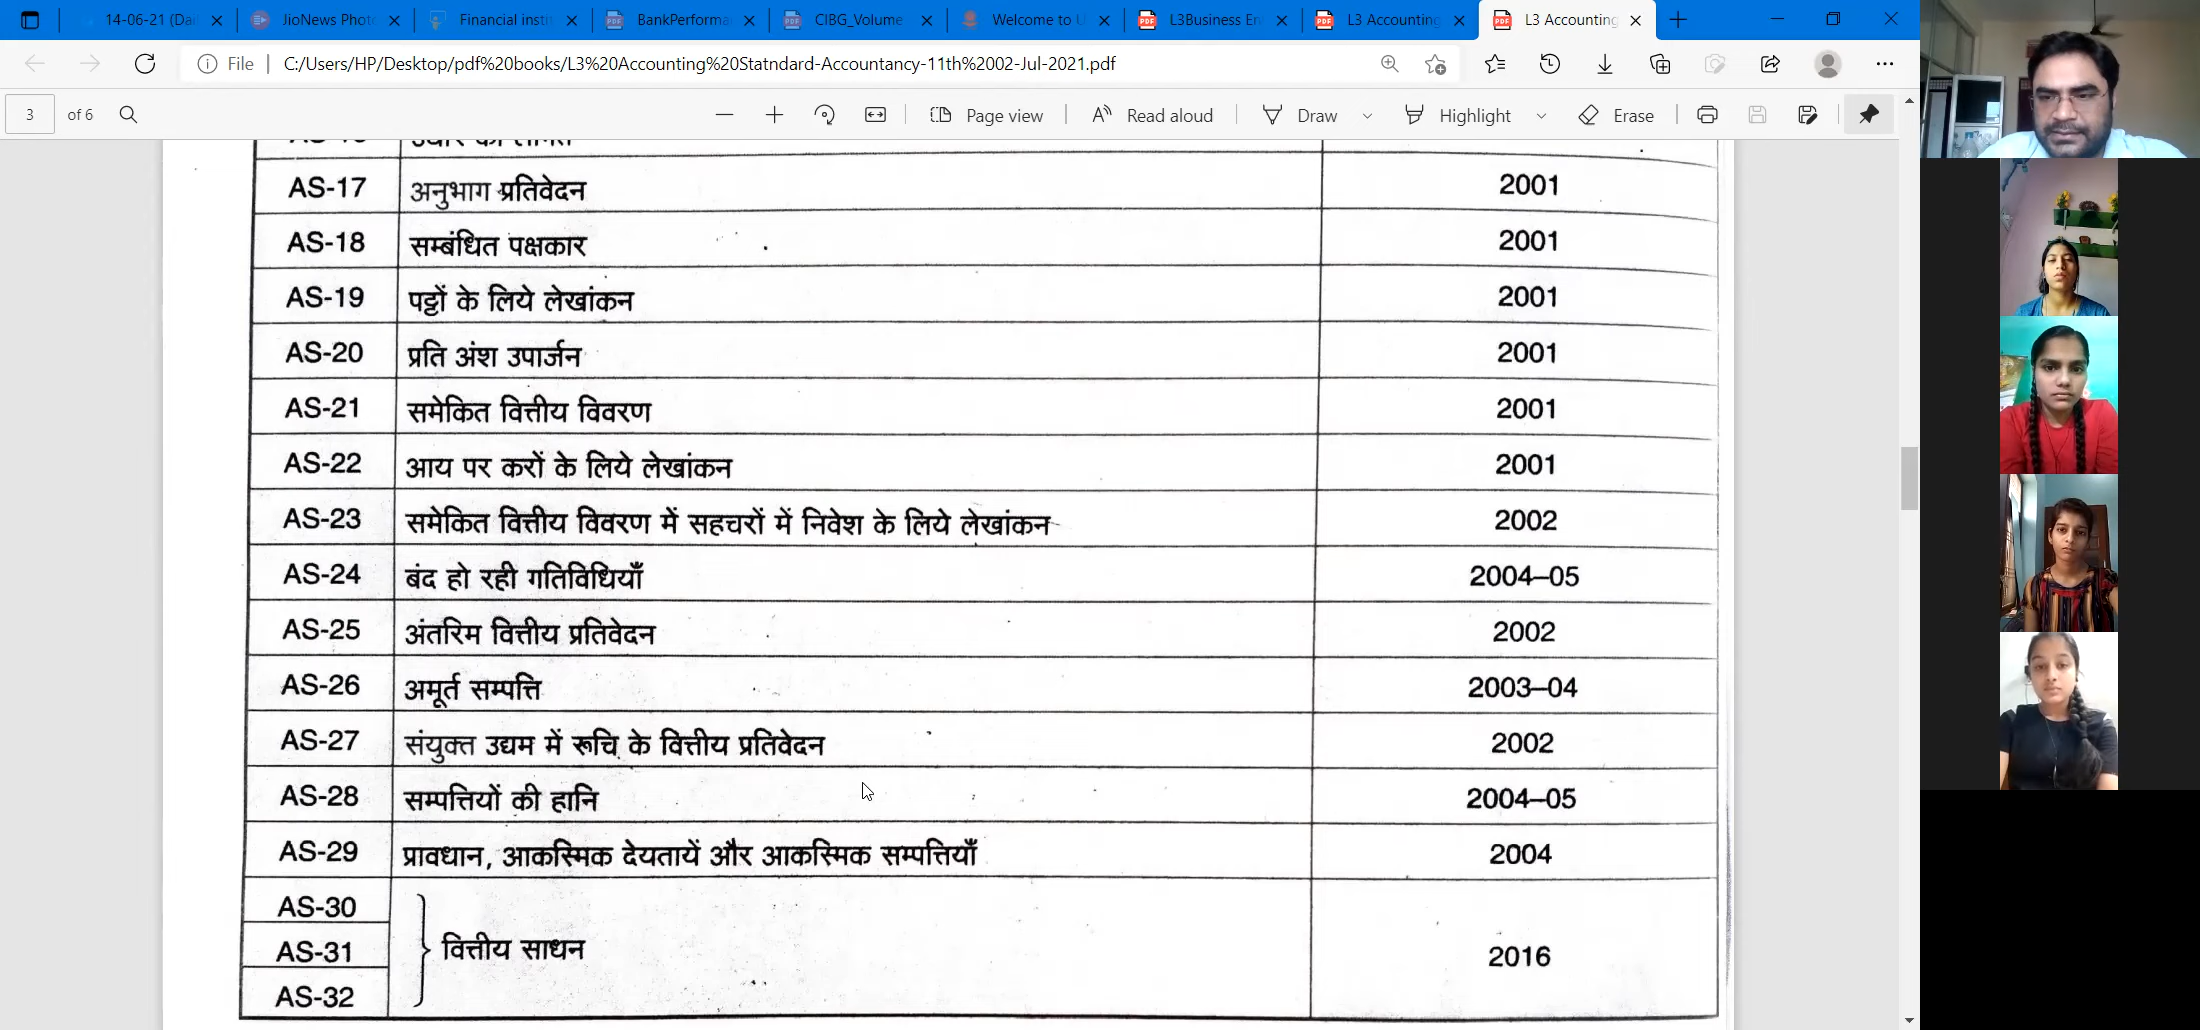 14-06-21 (Dai
JioNews Phot
Financial insti
BankPerforma
CIBG_Volume
Welcome to U
L3Business En
L3 Accounting
L3 Accounting
File
C:/Users/HP/Desktop/pdf%20books/L3%20Accounting%20Statndard-Accountancy-11th%2002-Jul-2021.pdf
3 of 6
Page view
Read aloud
Draw
Highlight
Erase
AS-17 अनुभाग प्रतिवेदन 2001
AS-18 सम्बंधित पक्षकार 2001
AS-19 पट्टों के लिये लेखांकन 2001
AS-20 प्रति अंश उपार्जन 2001
AS-21 समेकित वित्तीय विवरण 2001
AS-22 आय पर करों के लिये लेखांकन 2001
AS-23 समेकित वित्तीय विवरण में सहचरों में निवेश के लिये लेखांकन 2002
AS-24 बंद हो रही गतिविधियाँ 2004–05
AS-25 अंतरिम वित्तीय प्रतिवेदन 2002
AS-26 अमूर्त सम्पत्ति 2003–04
AS-27 संयुक्त उद्यम में रूचि के वित्तीय प्रतिवेदन 2002
AS-28 सम्पत्तियों की हानि 2004–05
AS-29 प्रावधान, आकस्मिक देयतायें और आकस्मिक सम्पत्तियाँ 2004
AS-30
AS-31 वित्तीय साधन 2016
AS-32